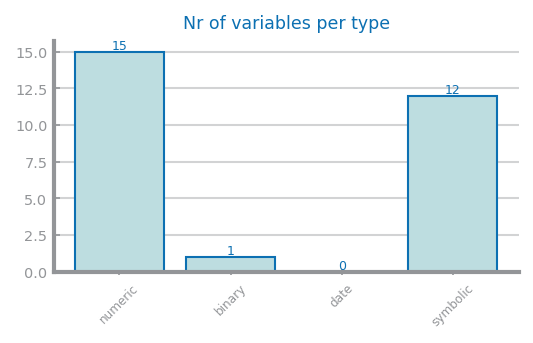 Nr of variables per type
15.0
12.5
10.0
7.5
5.0
2.5
0.0
15
1
0
12
numeric
binary
date
symbolic